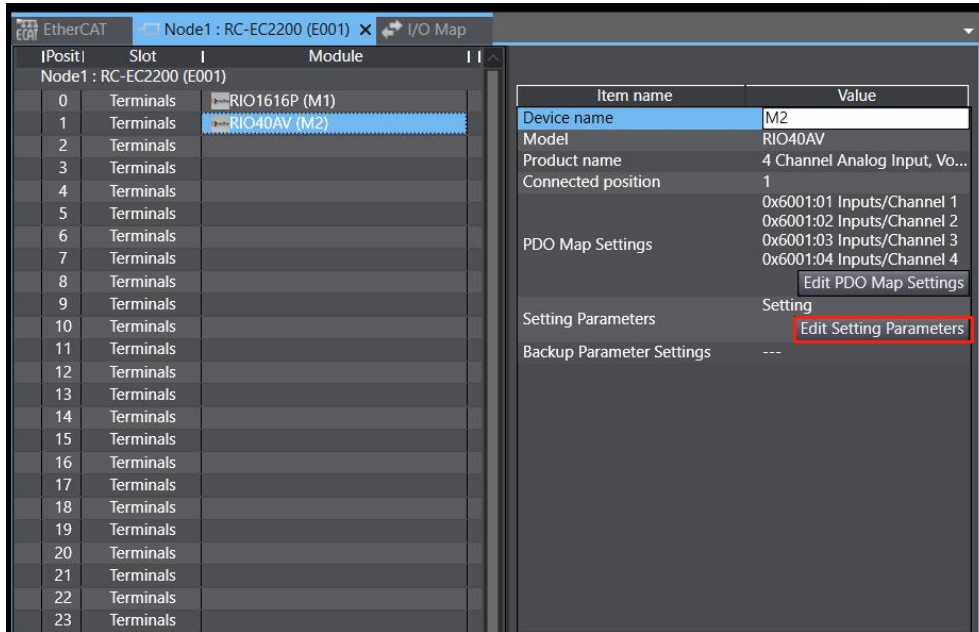 EtherCAT Node1 : RC-EC2200 (E001) I/O Map
Posit Slot Module
Node1 : RC-EC2200 (E001)
0 Terminals RIO1616P (M1)
1 Terminals RIO40AV (M2)
2 Terminals
3 Terminals
4 Terminals
5 Terminals
6 Terminals
7 Terminals
8 Terminals
9 Terminals
10 Terminals
11 Terminals
12 Terminals
13 Terminals
14 Terminals
15 Terminals
16 Terminals
17 Terminals
18 Terminals
19 Terminals
20 Terminals
21 Terminals
22 Terminals
23 Terminals
Item name Value
Device name M2
Model RIO40AV
Product name 4 Channel Analog Input, Vo...
Connected position 1
PDO Map Settings
0x6001:01 Inputs/Channel 1
0x6001:02 Inputs/Channel 2
0x6001:03 Inputs/Channel 3
0x6001:04 Inputs/Channel 4
Edit PDO Map Settings
Setting Parameters
Setting
Edit Setting Parameters
Backup Parameter Settings ---